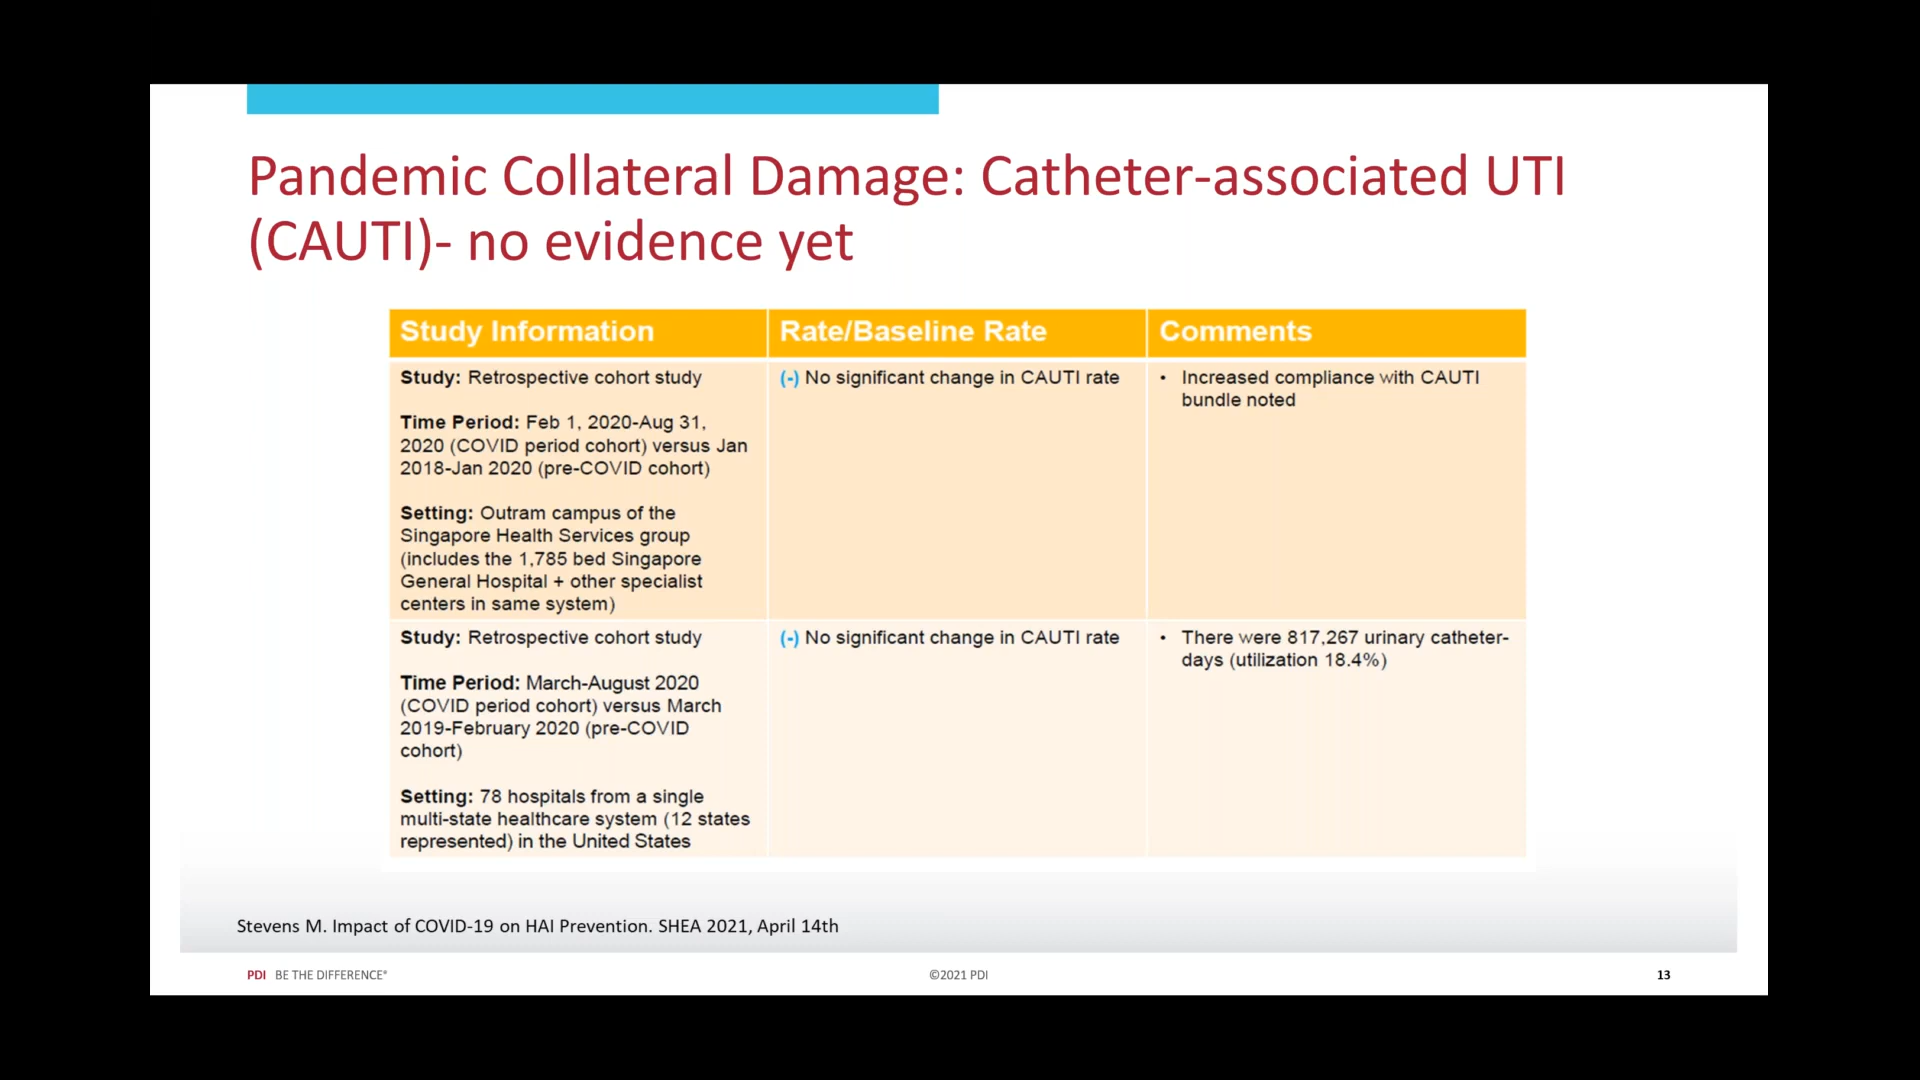 Pandemic Collateral Damage: Catheter-associated UTI
(CAUTI)- no evidence yet
Study Information
Rate/Baseline Rate
Comments
Study: Retrospective cohort study
Time Period: Feb 1, 2020-Aug 31,
2020 (COVID period cohort) versus Jan
2018-Jan 2020 (pre-COVID cohort)
Setting: Outram campus of the
Singapore Health Services group
(includes the 1,785 bed Singapore
General Hospital + other specialist
centers in same system)
(-) No significant change in CAUTI rate
• Increased compliance with CAUTI
bundle noted
Study: Retrospective cohort study
Time Period: March-August 2020
(COVID period cohort) versus March
2019-February 2020 (pre-COVID
cohort)
Setting: 78 hospitals from a single
multi-state healthcare system (12 states
represented) in the United States
(-) No significant change in CAUTI rate
• There were 817,267 urinary catheter-
days (utilization 18.4%)
Stevens M. Impact of COVID-19 on HAI Prevention. SHEA 2021, April 14th
PDI BE THE DIFFERENCE®
©2021 PDI
13